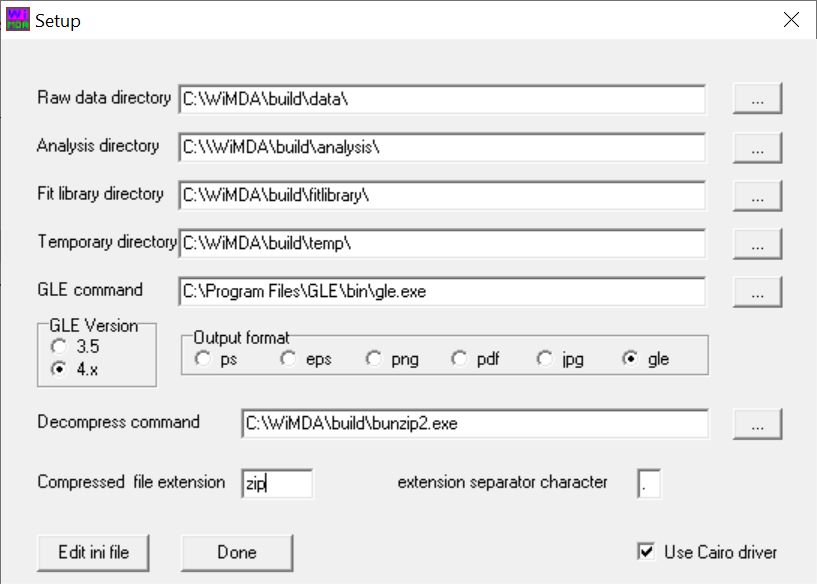 Wi
MDA
Setup
Raw data directory C:\WiMDA\build\data\ ...
Analysis directory C:\\WiMDA\build\analysis\ ...
Fit library directory C:\WiMDA\build\fitlibrary\ ...
Temporary directory C:\WiMDA\build\temp\ ...
GLE command C:\Program Files\GLE\bin\gle.exe ...
GLE Version
3.5
4.x
Output format
ps eps png pdf jpg gle
Decompress command C:\WiMDA\build\bunzip2.exe ...
Compressed file extension zip extension separator character .
Edit ini file Done Use Cairo driver